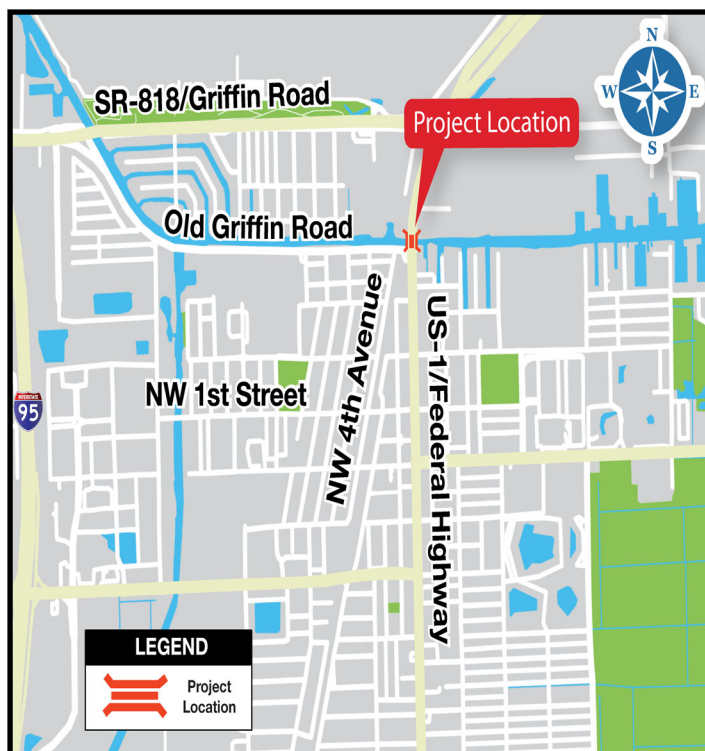 N
W E
S
SR-818/Griffin Road
Project Location
Old Griffin Road
NW 4th Avenue
US-1/Federal Highway
NW 1st Street
INTERSTATE
95
LEGEND
Project
Location